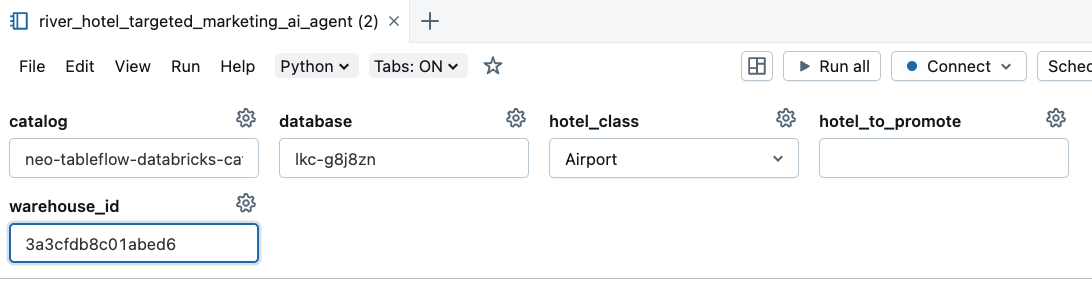 river_hotel_targeted_marketing_ai_agent (2)
File Edit View Run Help Python Tabs: ON Run all Connect Sched
catalog database hotel_class hotel_to_promote
neo-tableflow-databricks-ca lkc-g8j8zn Airport
warehouse_id
3a3cfdb8c01abed6